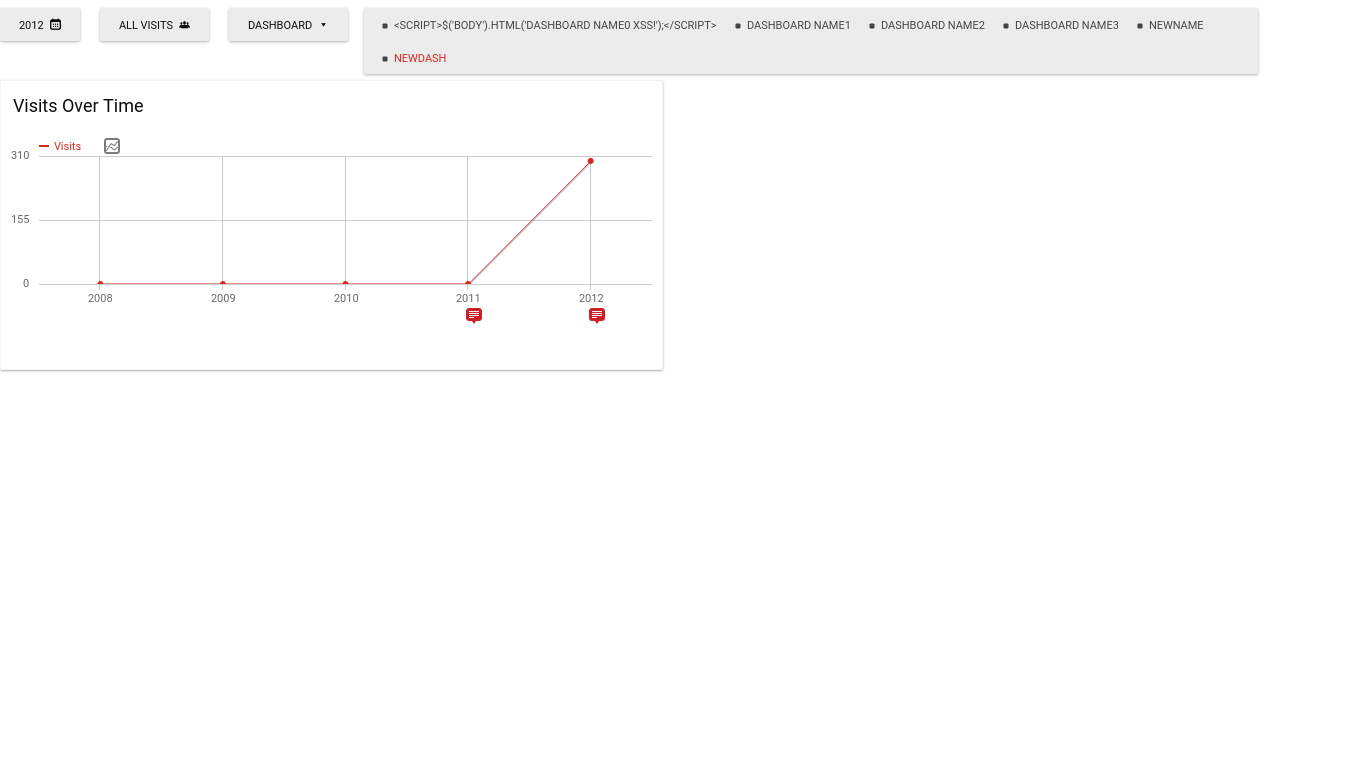 2012
ALL VISITS
DASHBOARD
<SCRIPT>$('BODY').HTML('DASHBOARD NAME0 XSS!');</SCRIPT>
DASHBOARD NAME1
DASHBOARD NAME2
DASHBOARD NAME3
NEWNAME
NEWDASH
Visits Over Time
Visits
310
155
0
2008 2009 2010 2011 2012